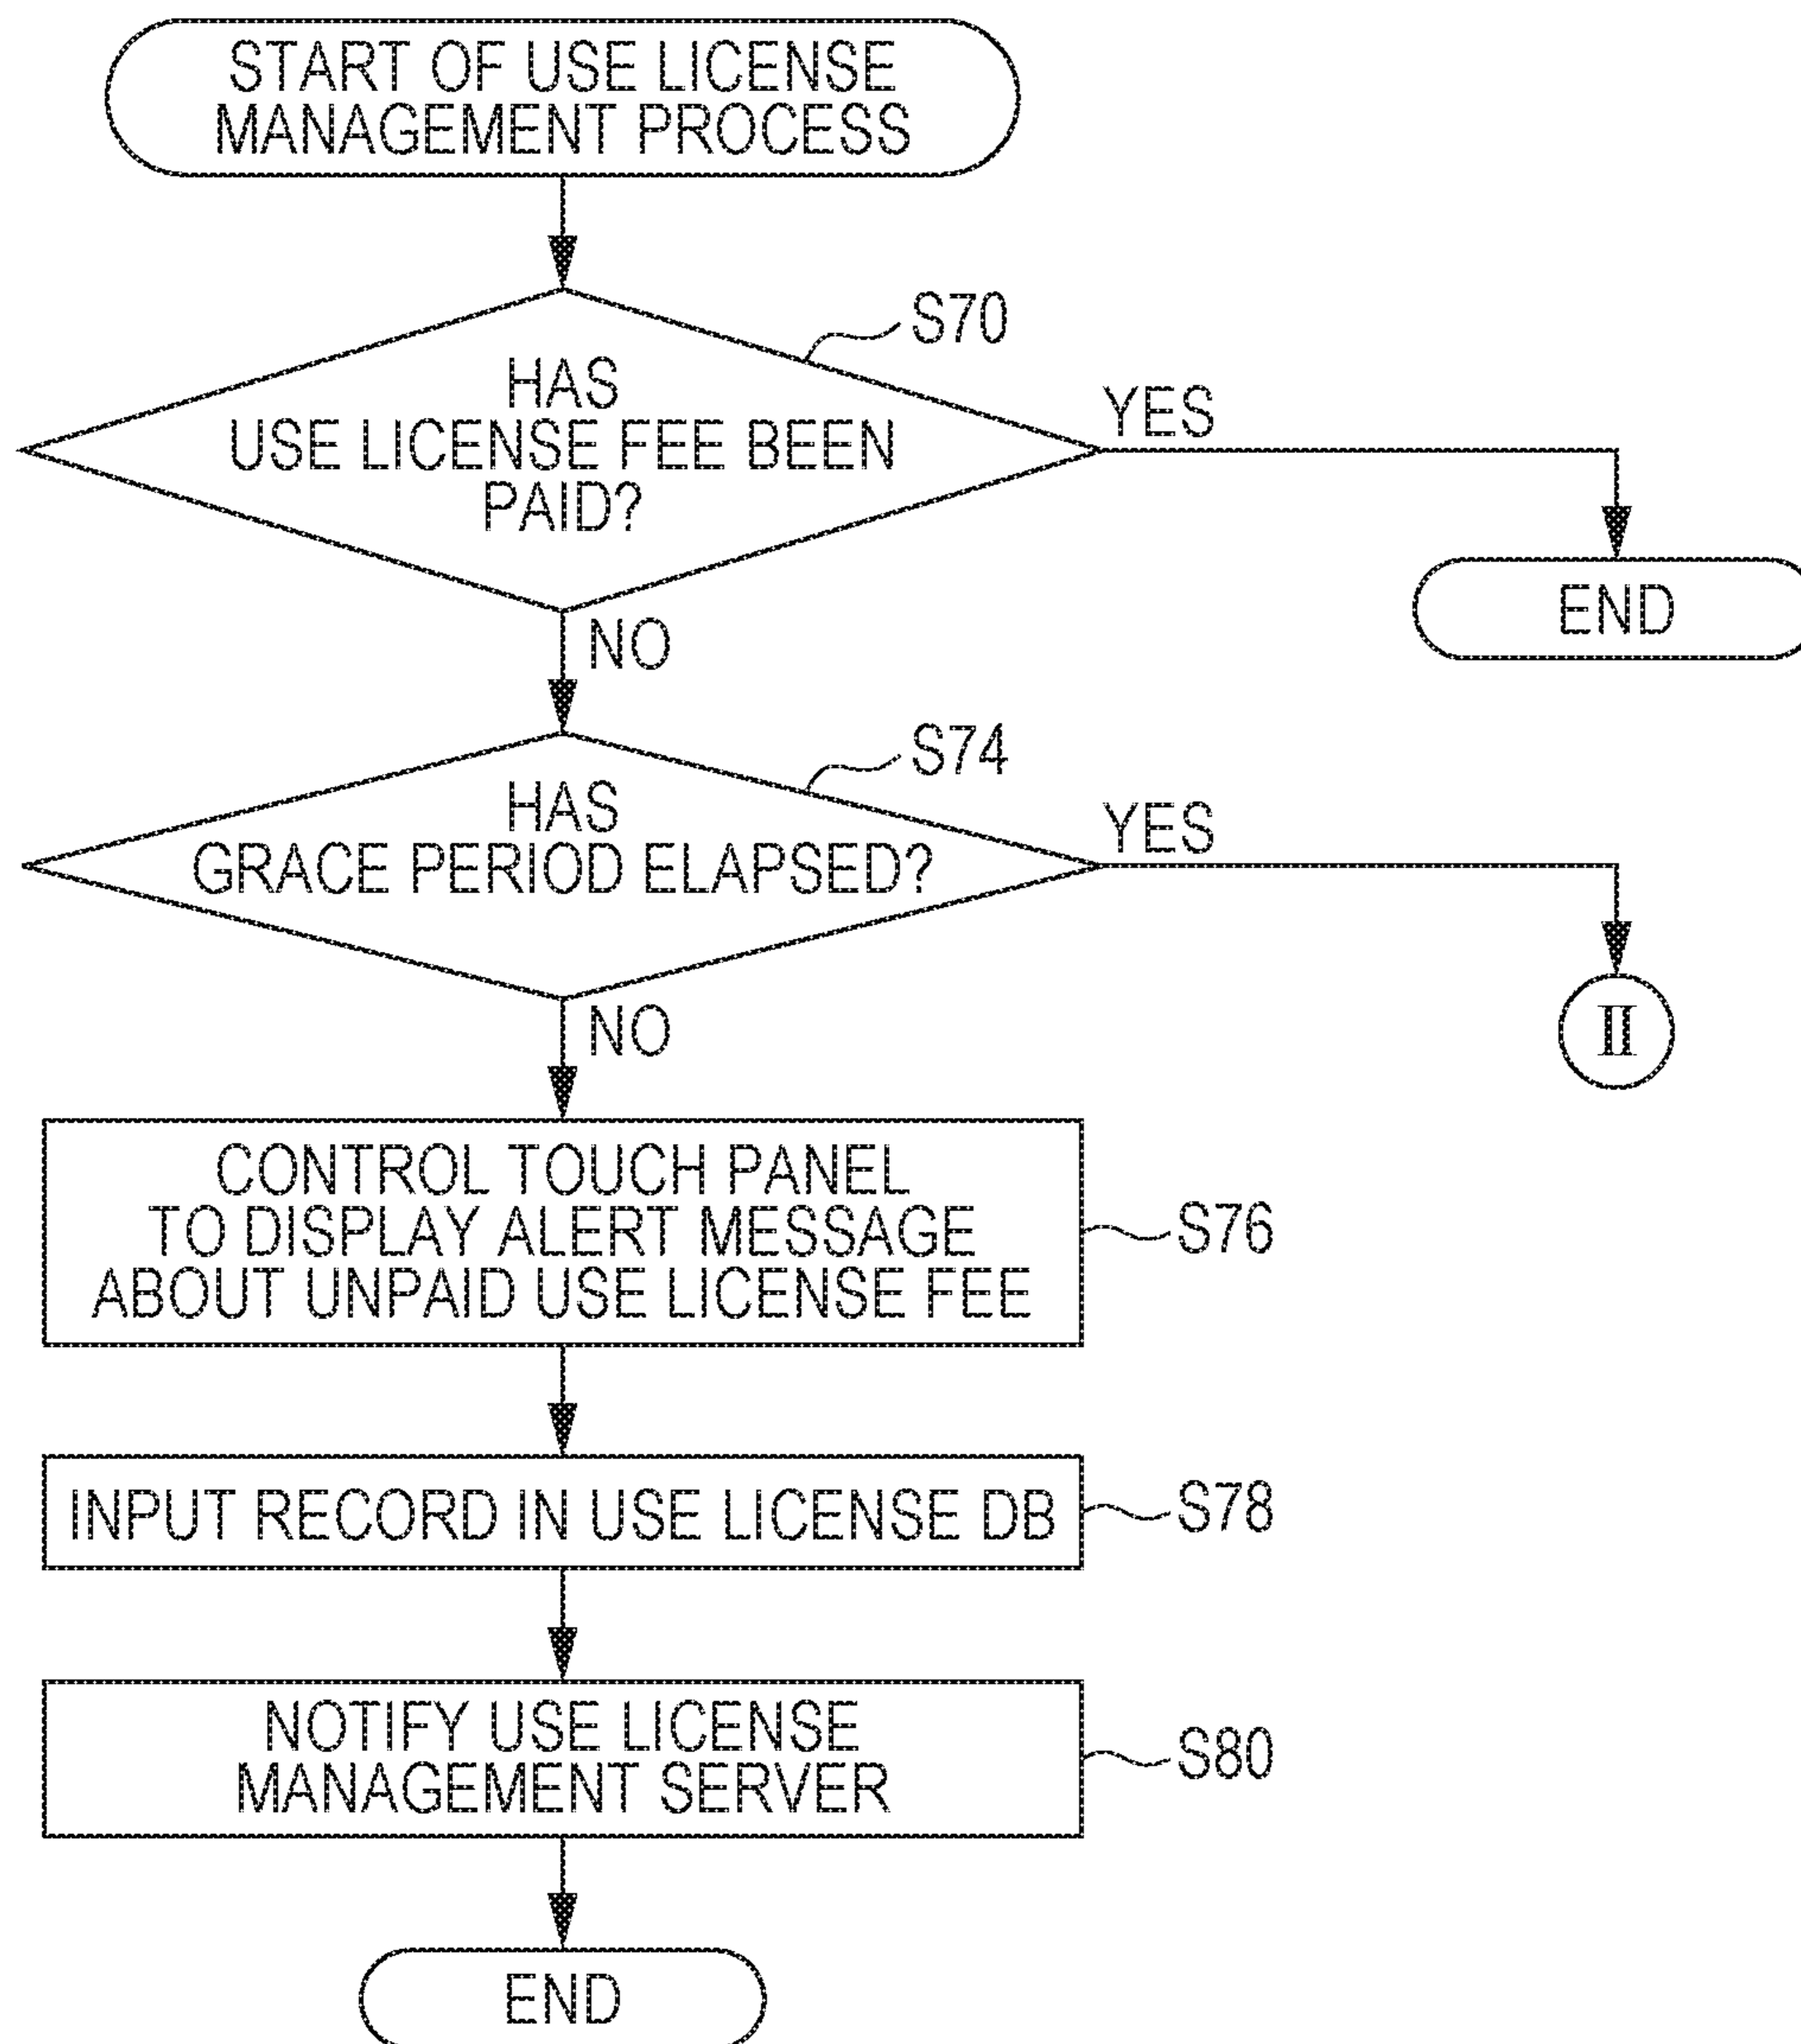 START OF USE LICENSE
MANAGEMENT PROCESS
S70
HAS
USE LICENSE FEE BEEN
PAID?
YES
END
NO
S74
HAS
GRACE PERIOD ELAPSED?
YES
II
NO
CONTROL TOUCH PANEL
TO DISPLAY ALERT MESSAGE
ABOUT UNPAID USE LICENSE FEE
S76
INPUT RECORD IN USE LICENSE DB
S78
NOTIFY USE LICENSE
MANAGEMENT SERVER
S80
END